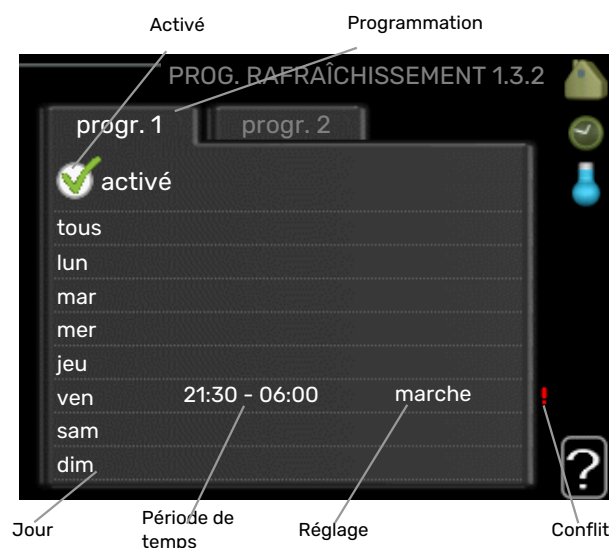 Activé
Programmation
PROG. RAFRAÎCHISSEMENT 1.3.2
progr. 1
progr. 2
activé
tous
lun
mar
mer
jeu
ven 21:30 - 06:00 marche !
sam
dim
?
Jour
Période de
temps
Réglage
Conflit